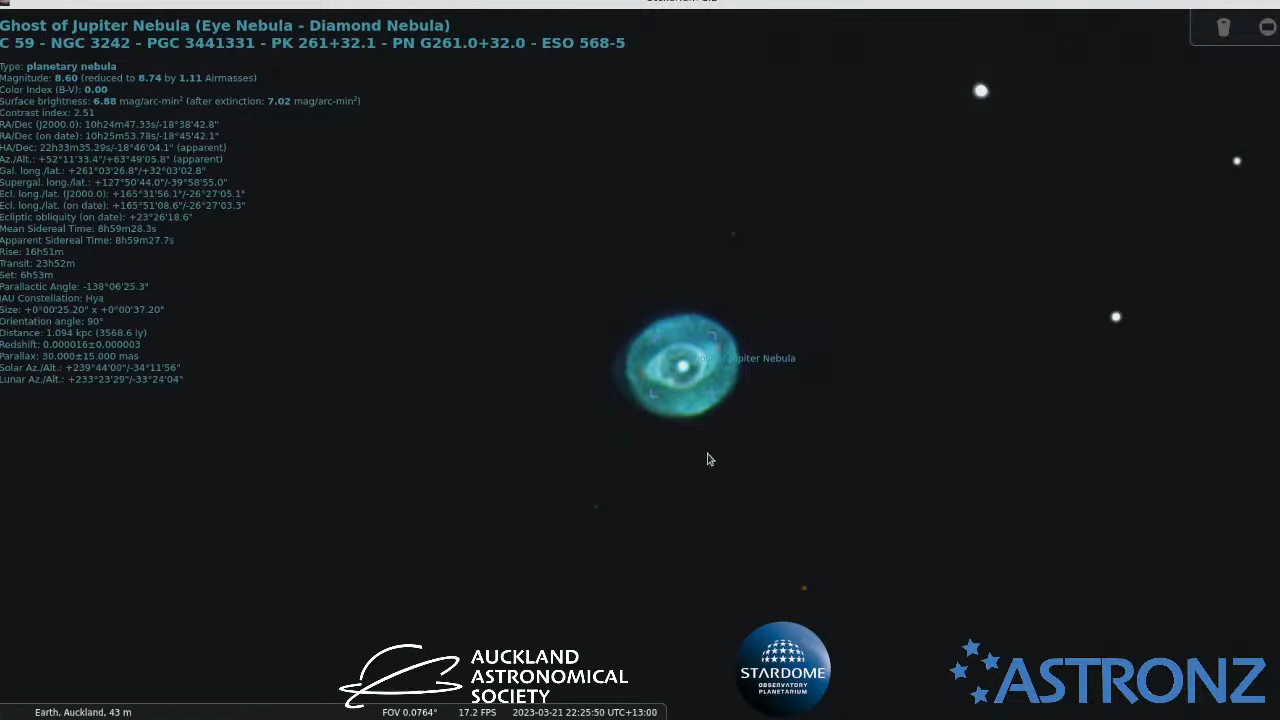 Ghost of Jupiter Nebula (Eye Nebula - Diamond Nebula)
C 59 - NGC 3242 - PGC 3441331 - PK 261+32.1 - PN G261.0+32.0 - ESO 568-5
Type: planetary nebula
Magnitude: 8.60 (reduced to 8.74 by 1.11 Airmasses)
Color Index (B-V): 0.00
Surface brightness: 6.88 mag/arc-min² (after extinction: 7.02 mag/arc-min²)
Contrast index: 2.51
RA/Dec (J2000.0): 10h24m47.33s/-18°38'42.8"
RA/Dec (on date): 10h25m53.78s/-18°45'42.1"
HA/Dec: 22h33m35.29s/-18°46'04.1" (apparent)
Az./Alt.: +52°11'33.4"/+63°49'05.8" (apparent)
Gal. long./lat.: +261°03'26.8"/+32°03'02.8"
Supergal. long./lat.: +127°50'44.0"/-39°58'55.0"
Ecl. long./lat. (J2000.0): +165°31'56.1"/-26°27'05.1"
Ecl. long./lat. (on date): +165°51'08.6"/-26°27'03.3"
Ecliptic obliquity (on date): +23°26'18.6"
Mean Sidereal Time: 8h59m28.3s
Apparent Sidereal Time: 8h59m27.7s
Rise: 16h51m
Transit: 23h52m
Set: 6h53m
Parallactic Angle: -138°06'25.3"
IAU Constellation: Hya
Size: +0°00'25.20" x +0°00'37.20"
Orientation angle: 90°
Distance: 1.094 kpc (3568.6 ly)
Redshift: 0.000016±0.000003
Parallax: 30.000±15.000 mas
Solar Az./Alt.: +239°44'00"/-34°11'56"
Lunar Az./Alt.: +233°23'29"/-33°24'04"
Jupiter Nebula
AUCKLAND
ASTRONOMICAL
SOCIETY
STARDOME
OBSERVATORY
PLANETARIUM
ASTRONZ
Earth, Auckland, 43 m FOV 0.0764° 17.2 FPS 2023-03-21 22:25:50 UTC+13:00